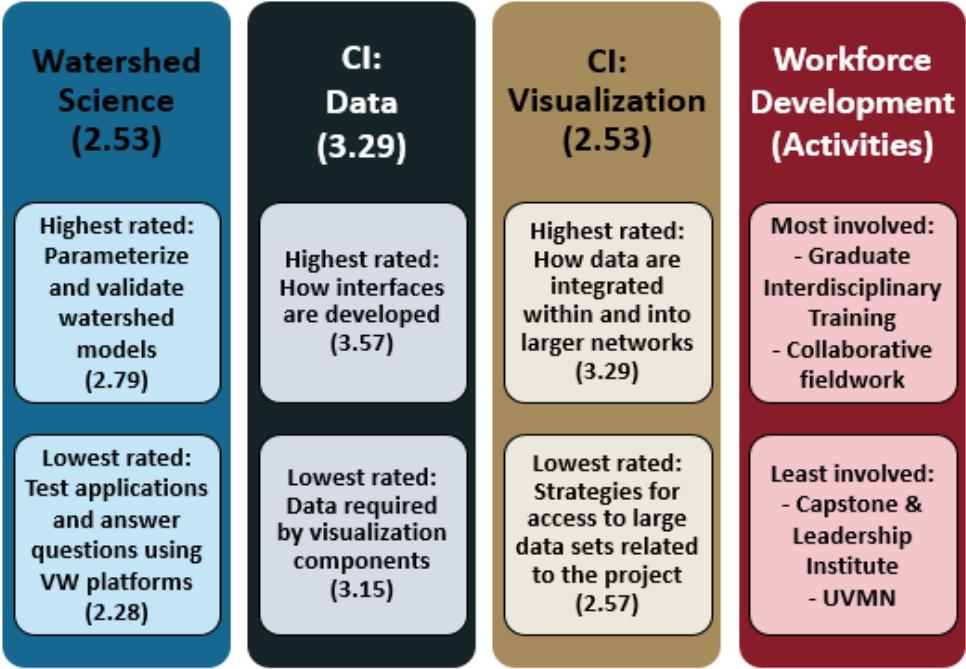 Watershed
Science
(2.53)
Highest rated:
Parameterize
and validate
watershed
models
(2.79)
Lowest rated:
Test applications
and answer
questions using
VW platforms
(2.28)
CI:
Data
(3.29)
Highest rated:
How interfaces
are developed
(3.57)
Lowest rated:
Data required
by visualization
components
(3.15)
CI:
Visualization
(2.53)
Highest rated:
How data are
integrated
within and into
larger networks
(3.29)
Lowest rated:
Strategies for
access to large
data sets related
to the project
(2.57)
Workforce
Development
(Activities)
Most involved:
- Graduate
Interdisciplinary
Training
- Collaborative
fieldwork
Least involved:
- Capstone &
Leadership
Institute
- UVMN